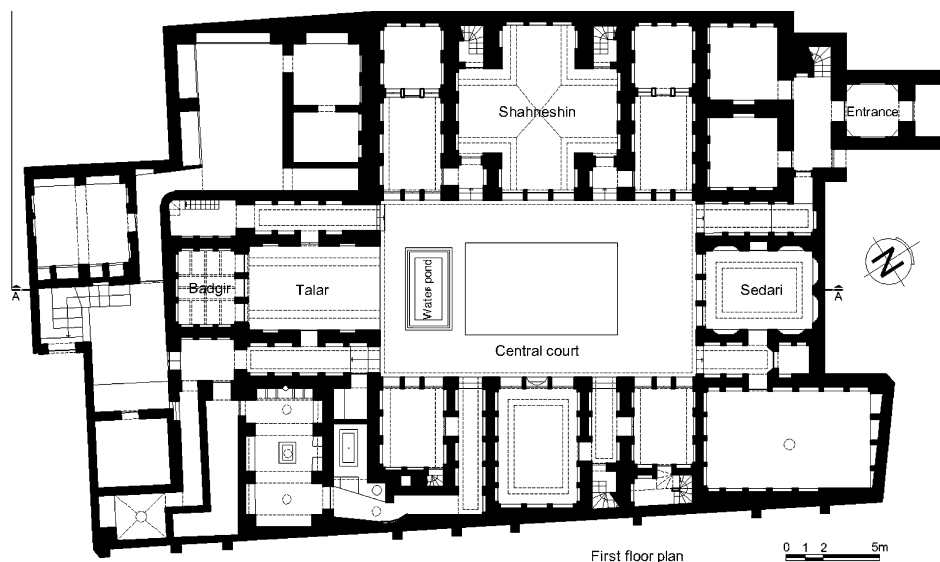 Shahneshin
Entrance
Badgir
Talar
Water pond
Sedari
N
A
A
Central court
First floor plan
0 1 2 5m